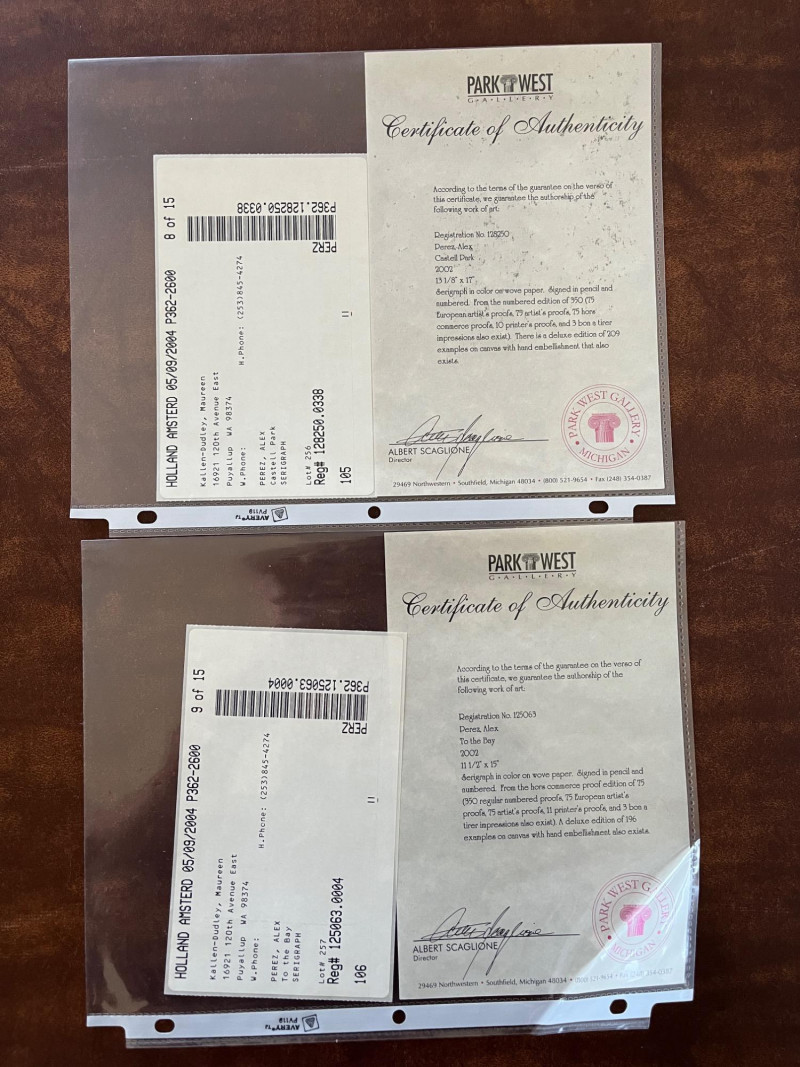 PARK WEST
G•A•L•L•E•R•Y
Certificate of Authenticity
According to the terms of the guarantee on the verso of
this certificate, we guarantee the authorship of the
following work of art:
Registration No. 128250
Perez, Alex
Castell Park
2002
13 1/8" x 17"
Serigraph in color on wove paper. Signed in pencil and
numbered. From the numbered edition of 350 (75
European artist's proofs, 75 artist's proofs, 75 hors
commerce proofs, 10 printer's proofs, and 3 bon a tirer
impressions also exist). There is a deluxe edition of 209
examples on canvas with hand embellishment that also
exists.
ALBERT SCAGLIONE
Director
PARK WEST GALLERY
• MICHIGAN •
29469 Northwestern • Southfield, Michigan 48034 • (800) 521-9654 • Fax (248) 354-0387
HOLLAND AMSTERD 05/09/2004 P362-2600
8 of 15
Kallen-Dudley, Maureen
16921 120th Avenue East
Puyallup WA 98374
W.Phone:
H.Phone: (253)845-4274
PEREZ, ALEX
Castell Park
SERIGRAPH
Lot# 256
Reg# 128250.0338
105
PERZ
P362.128250.0338
AVERY®
PV119
PARK WEST
G•A•L•L•E•R•Y
Certificate of Authenticity
According to the terms of the guarantee on the verso of
this certificate, we guarantee the authorship of the
following work of art:
Registration No. 125063
Perez, Alex
To the Bay
2002
11 1/2" x 15"
Serigraph in color on wove paper. Signed in pencil and
numbered. From the hors commerce proof edition of 75
(350 regular numbered proofs, 75 European artist's
proofs, 75 artist's proofs, 11 printer's proofs, and 3 bon a
tirer impressions also exist). A deluxe edition of 196
examples on canvas with hand embellishment also exists.
ALBERT SCAGLIONE
Director
PARK WEST GALLERY
• MICHIGAN •
29469 Northwestern • Southfield, Michigan 48034 • (800) 521-9654 • Fax (248) 354-0387
HOLLAND AMSTERD 05/09/2004 P362-2600
9 of 15
Kallen-Dudley, Maureen
16921 120th Avenue East
Puyallup WA 98374
W.Phone:
H.Phone: (253)845-4274
PEREZ, ALEX
To the Bay
SERIGRAPH
Lot# 257
Reg# 125063.0004
106
PERZ
P362.125063.0004
AVERY®
PV119